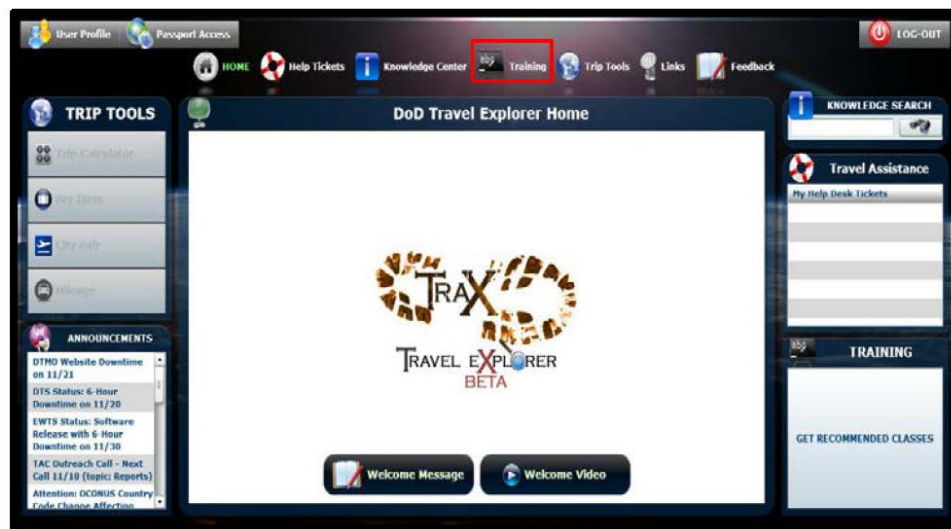 User Profile
Passport Access
LOG-OUT
HOME
Help Tickets
Knowledge Center
Training
Trip Tools
Links
Feedback
TRIP TOOLS
Trip Calculator
Per Diem
City Pair
Mileage
ANNOUNCEMENTS
DTMO Website Downtime
on 11/21
DTS Status: 6-Hour
Downtime on 11/20
EWTS Status: Software
Release with 6-Hour
Downtime on 11/30
TAC Outreach Call - Next
Call 11/10 (topic: Reports)
Attention: OCONUS Country
Code Change Affecting
DoD Travel Explorer Home
TRAX
TRAVEL EXPLORER
BETA
Welcome Message
Welcome Video
KNOWLEDGE SEARCH
Travel Assistance
My Help Desk Tickets
TRAINING
GET RECOMMENDED CLASSES